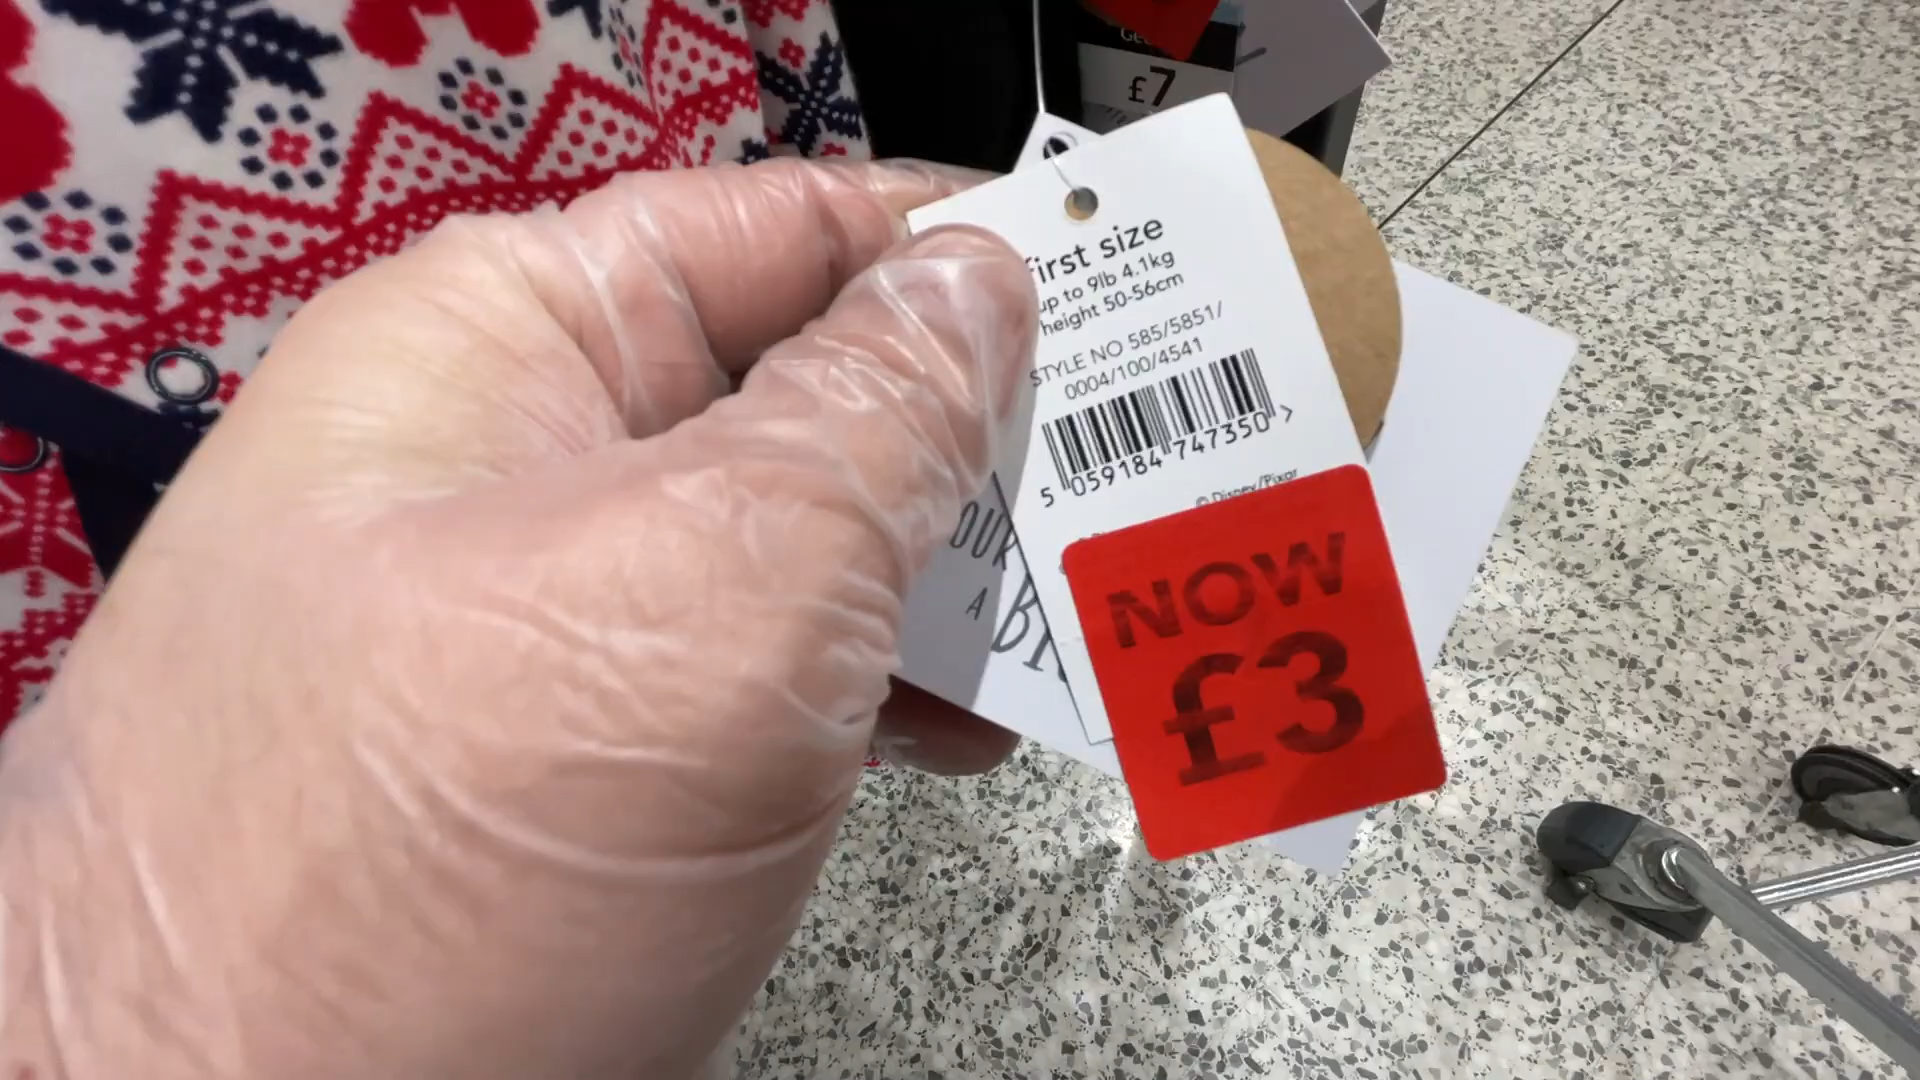 £7
first size
up to 9lb 4.1kg
height 50-56cm
STYLE NO 585/5851/
0004/100/4541
5 059184 747350 >
© Disney/Pixar
OUR
A
NOW
£3